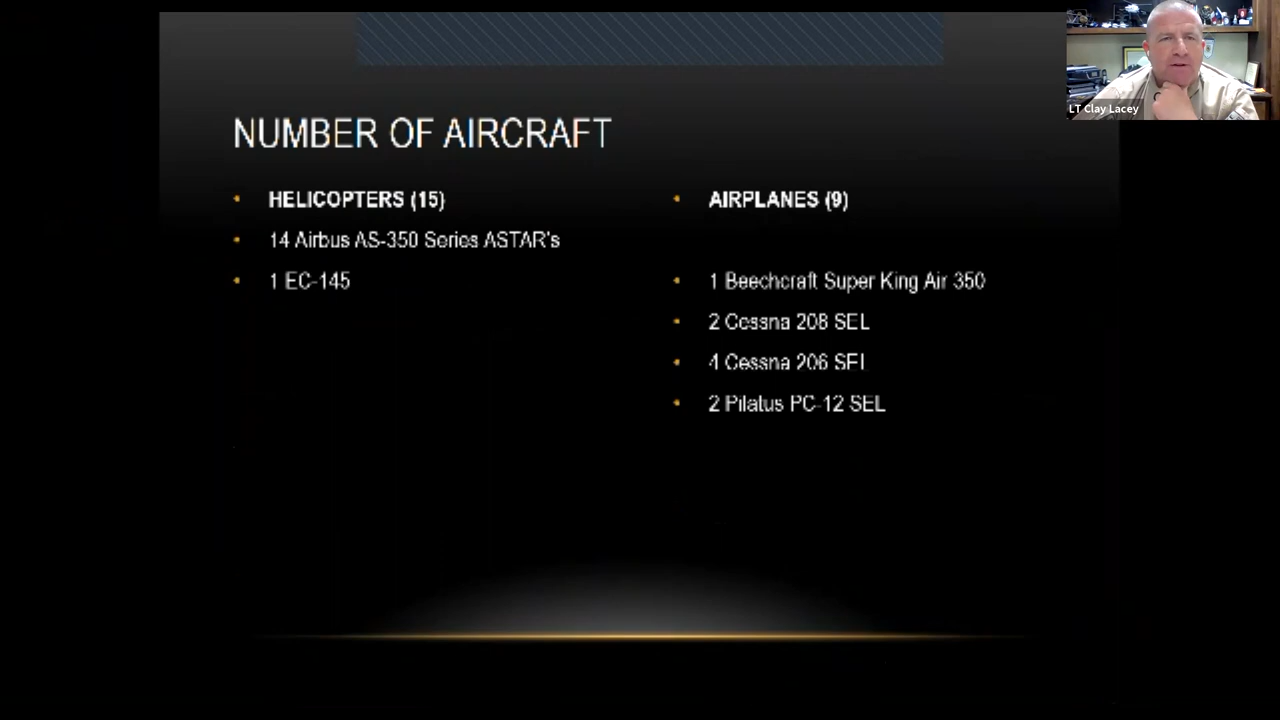 NUMBER OF AIRCRAFT
• HELICOPTERS (15)
• 14 Airbus AS-350 Series ASTAR's
• 1 EC-145
• AIRPLANES (9)
• 1 Beechcraft Super King Air 350
• 2 Cessna 208 SEL
• 4 Cessna 206 SEL
• 2 Pilatus PC-12 SEL
LT Clay Lacey